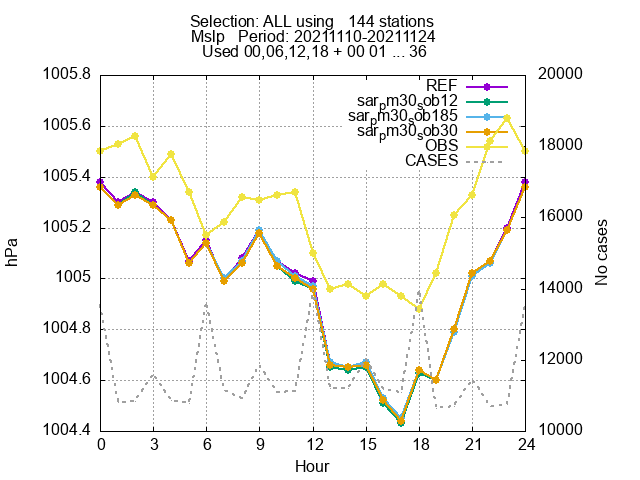 Selection: ALL using   144 stations
Mslp   Period: 20211110-20211124
Used 00,06,12,18 + 00 01 ... 36
REF
sar_pm30_sob12
sar_pm30_sob185
sar_pm30_sob30
OBS
CASES
1005.8
1005.6
1005.4
1005.2
1005
1004.8
1004.6
1004.4
hPa
20000
18000
16000
14000
12000
10000
No cases
0 3 6 9 12 15 18 21 24
Hour